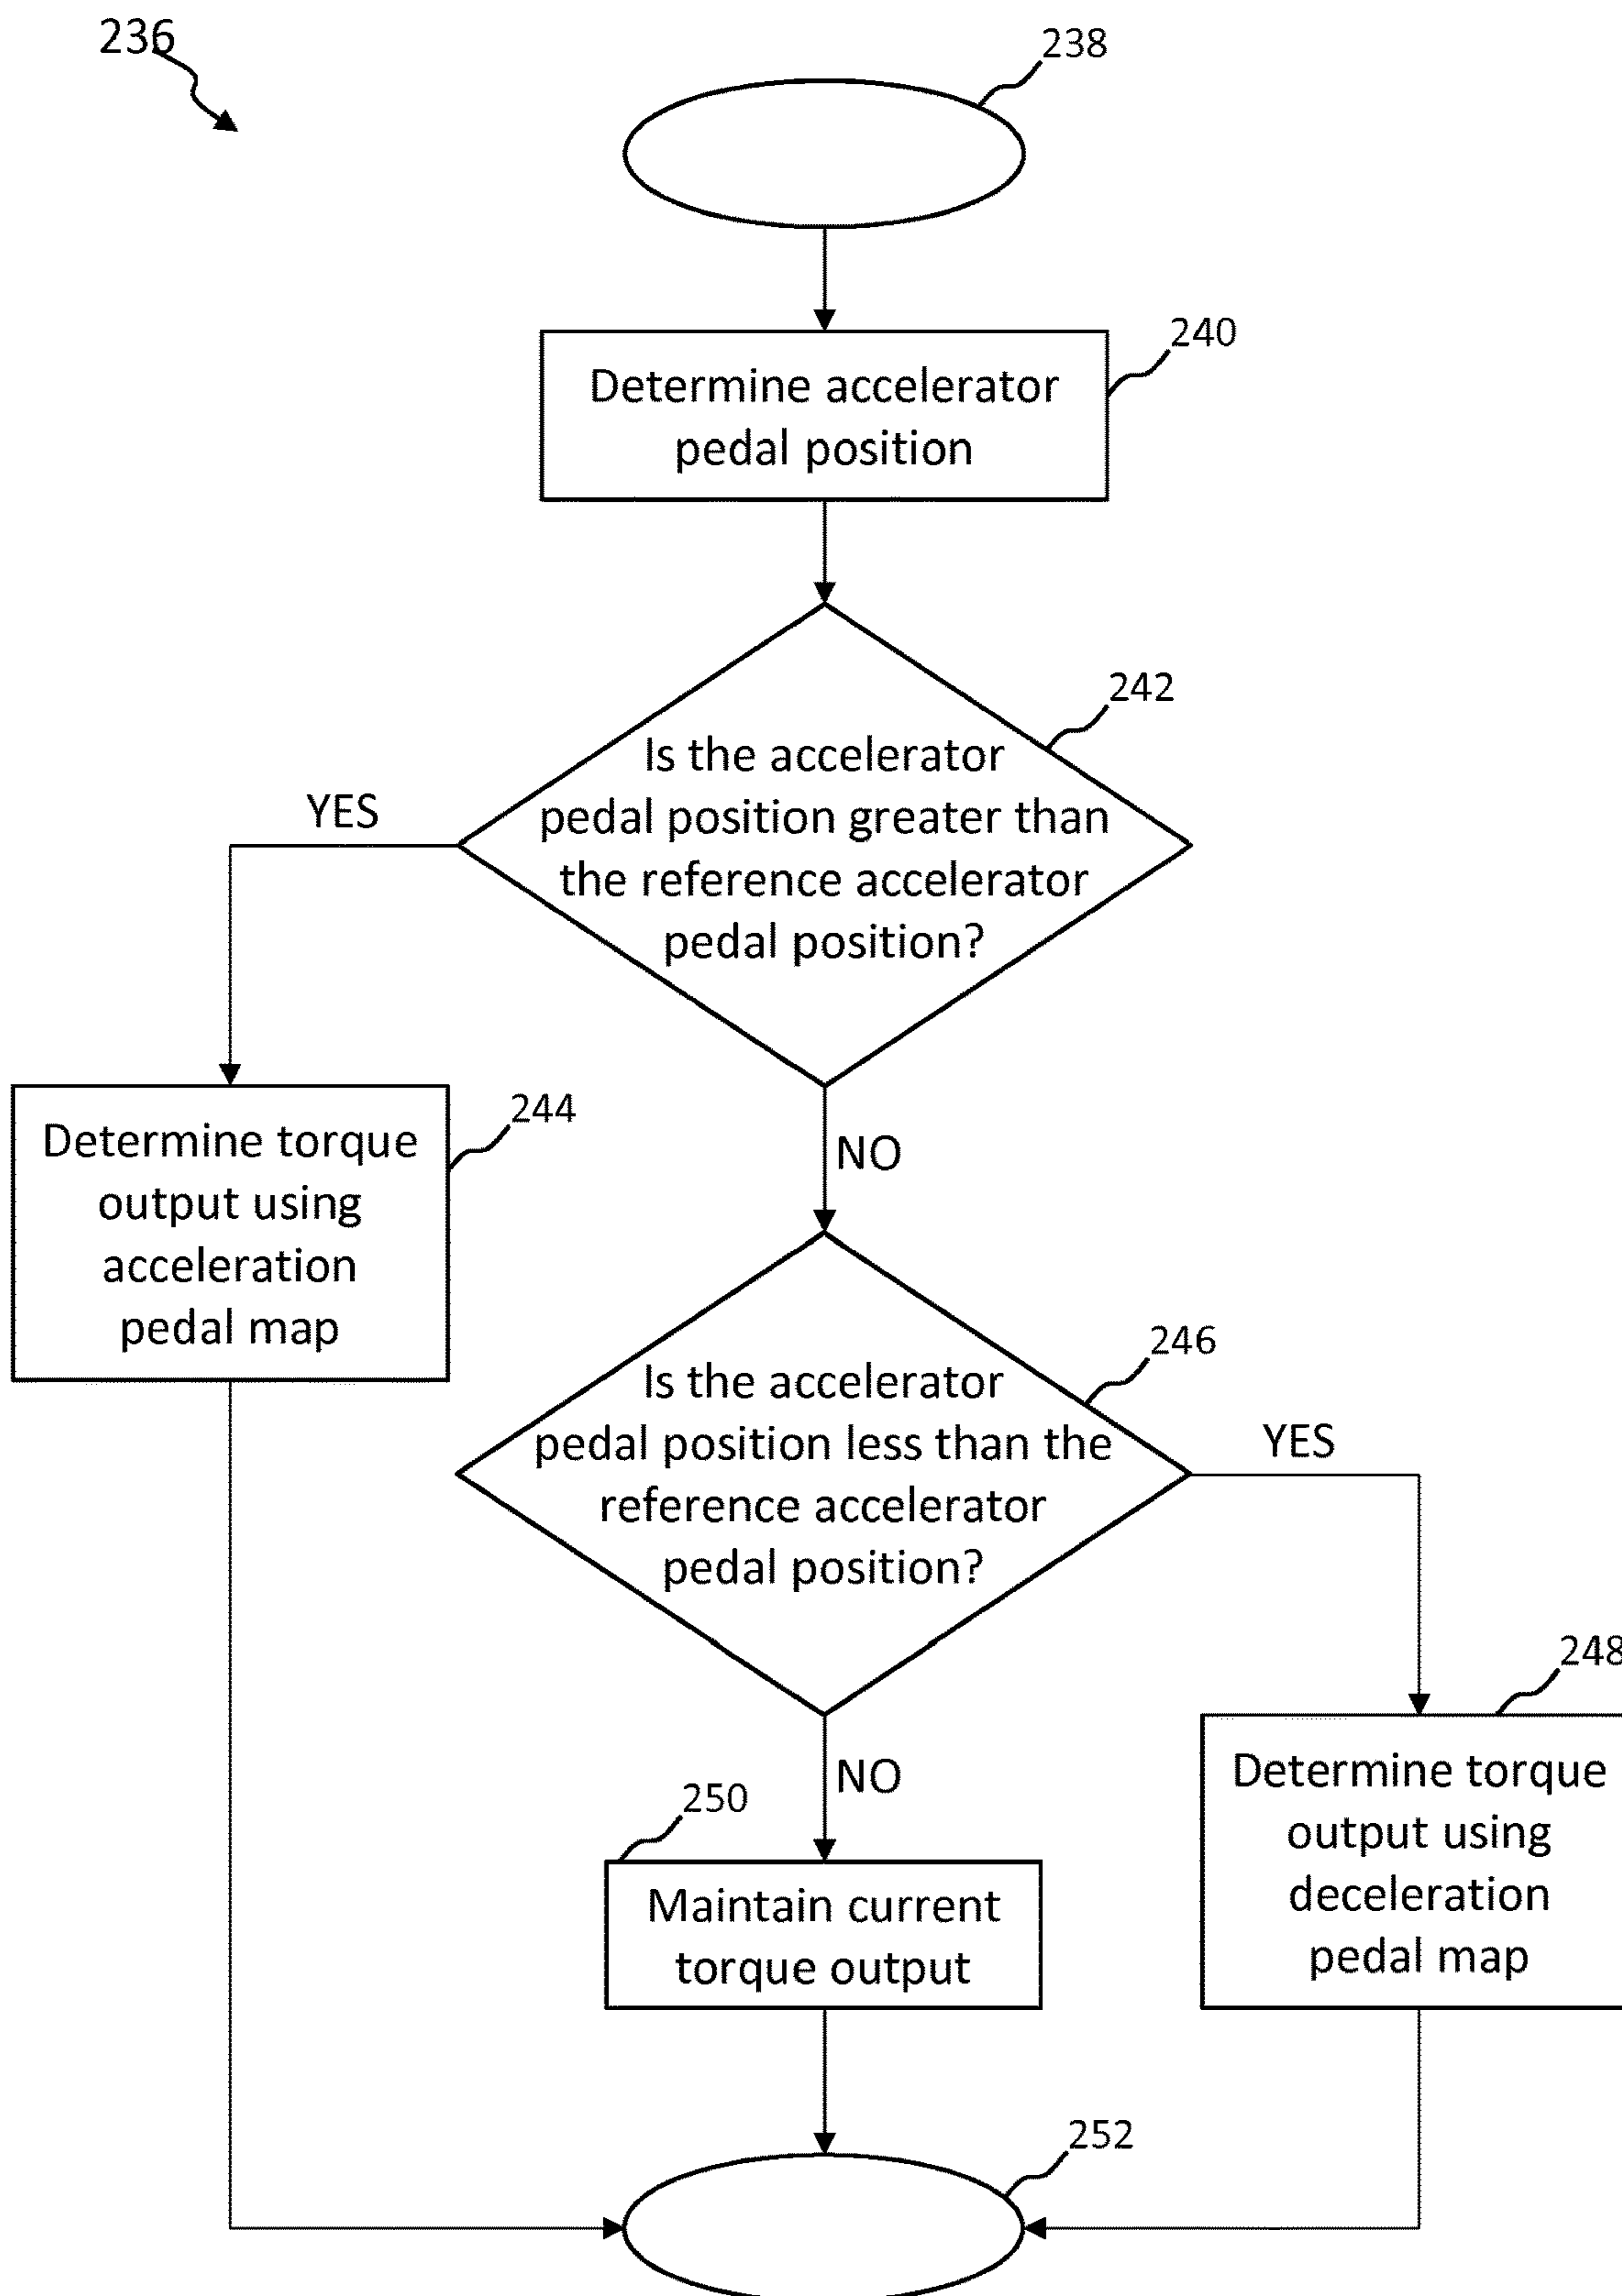 236
238
240
Determine accelerator
pedal position
242
Is the accelerator
pedal position greater than
the reference accelerator
pedal position?
YES
244
Determine torque
output using
acceleration
pedal map
NO
246
Is the accelerator
pedal position less than the
reference accelerator
pedal position?
YES
248
Determine torque
output using
deceleration
pedal map
NO
250
Maintain current
torque output
252